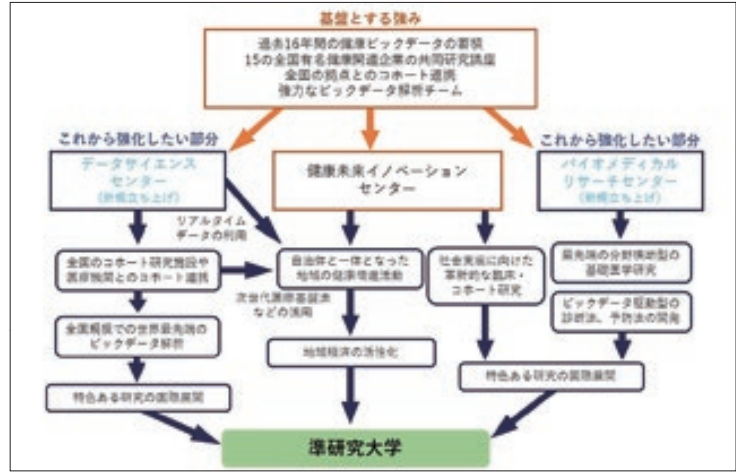 基盤とする強み
過去16年間の健康ビックデータの蓄積
15の全国有名健康関連企業の共同研究講座
全国の拠点とのコホート連携
強力なビックデータ解析チーム
これから強化したい部分
データサイエンス
センター
(新規立ち上げ)
健康未来イノベーション
センター
これから強化したい部分
バイオメディカル
リサーチセンター
(新規立ち上げ)
リアルタイム
データの利用
全国のコホート研究施設や
医療機関とのコホート連携
自治体と一体となった
地域の健康増進活動
社会実装に向けた
革新的な臨床・
コホート研究
最先端の分野横断型の
基礎医学研究
次世代医療基盤法
などの活用
ビックデータ駆動型の
診断法、予防法の開発
全国規模での世界最先端の
ビックデータ解析
地域経済の活性化
特色ある研究の国際展開
特色ある研究の国際展開
準研究大学